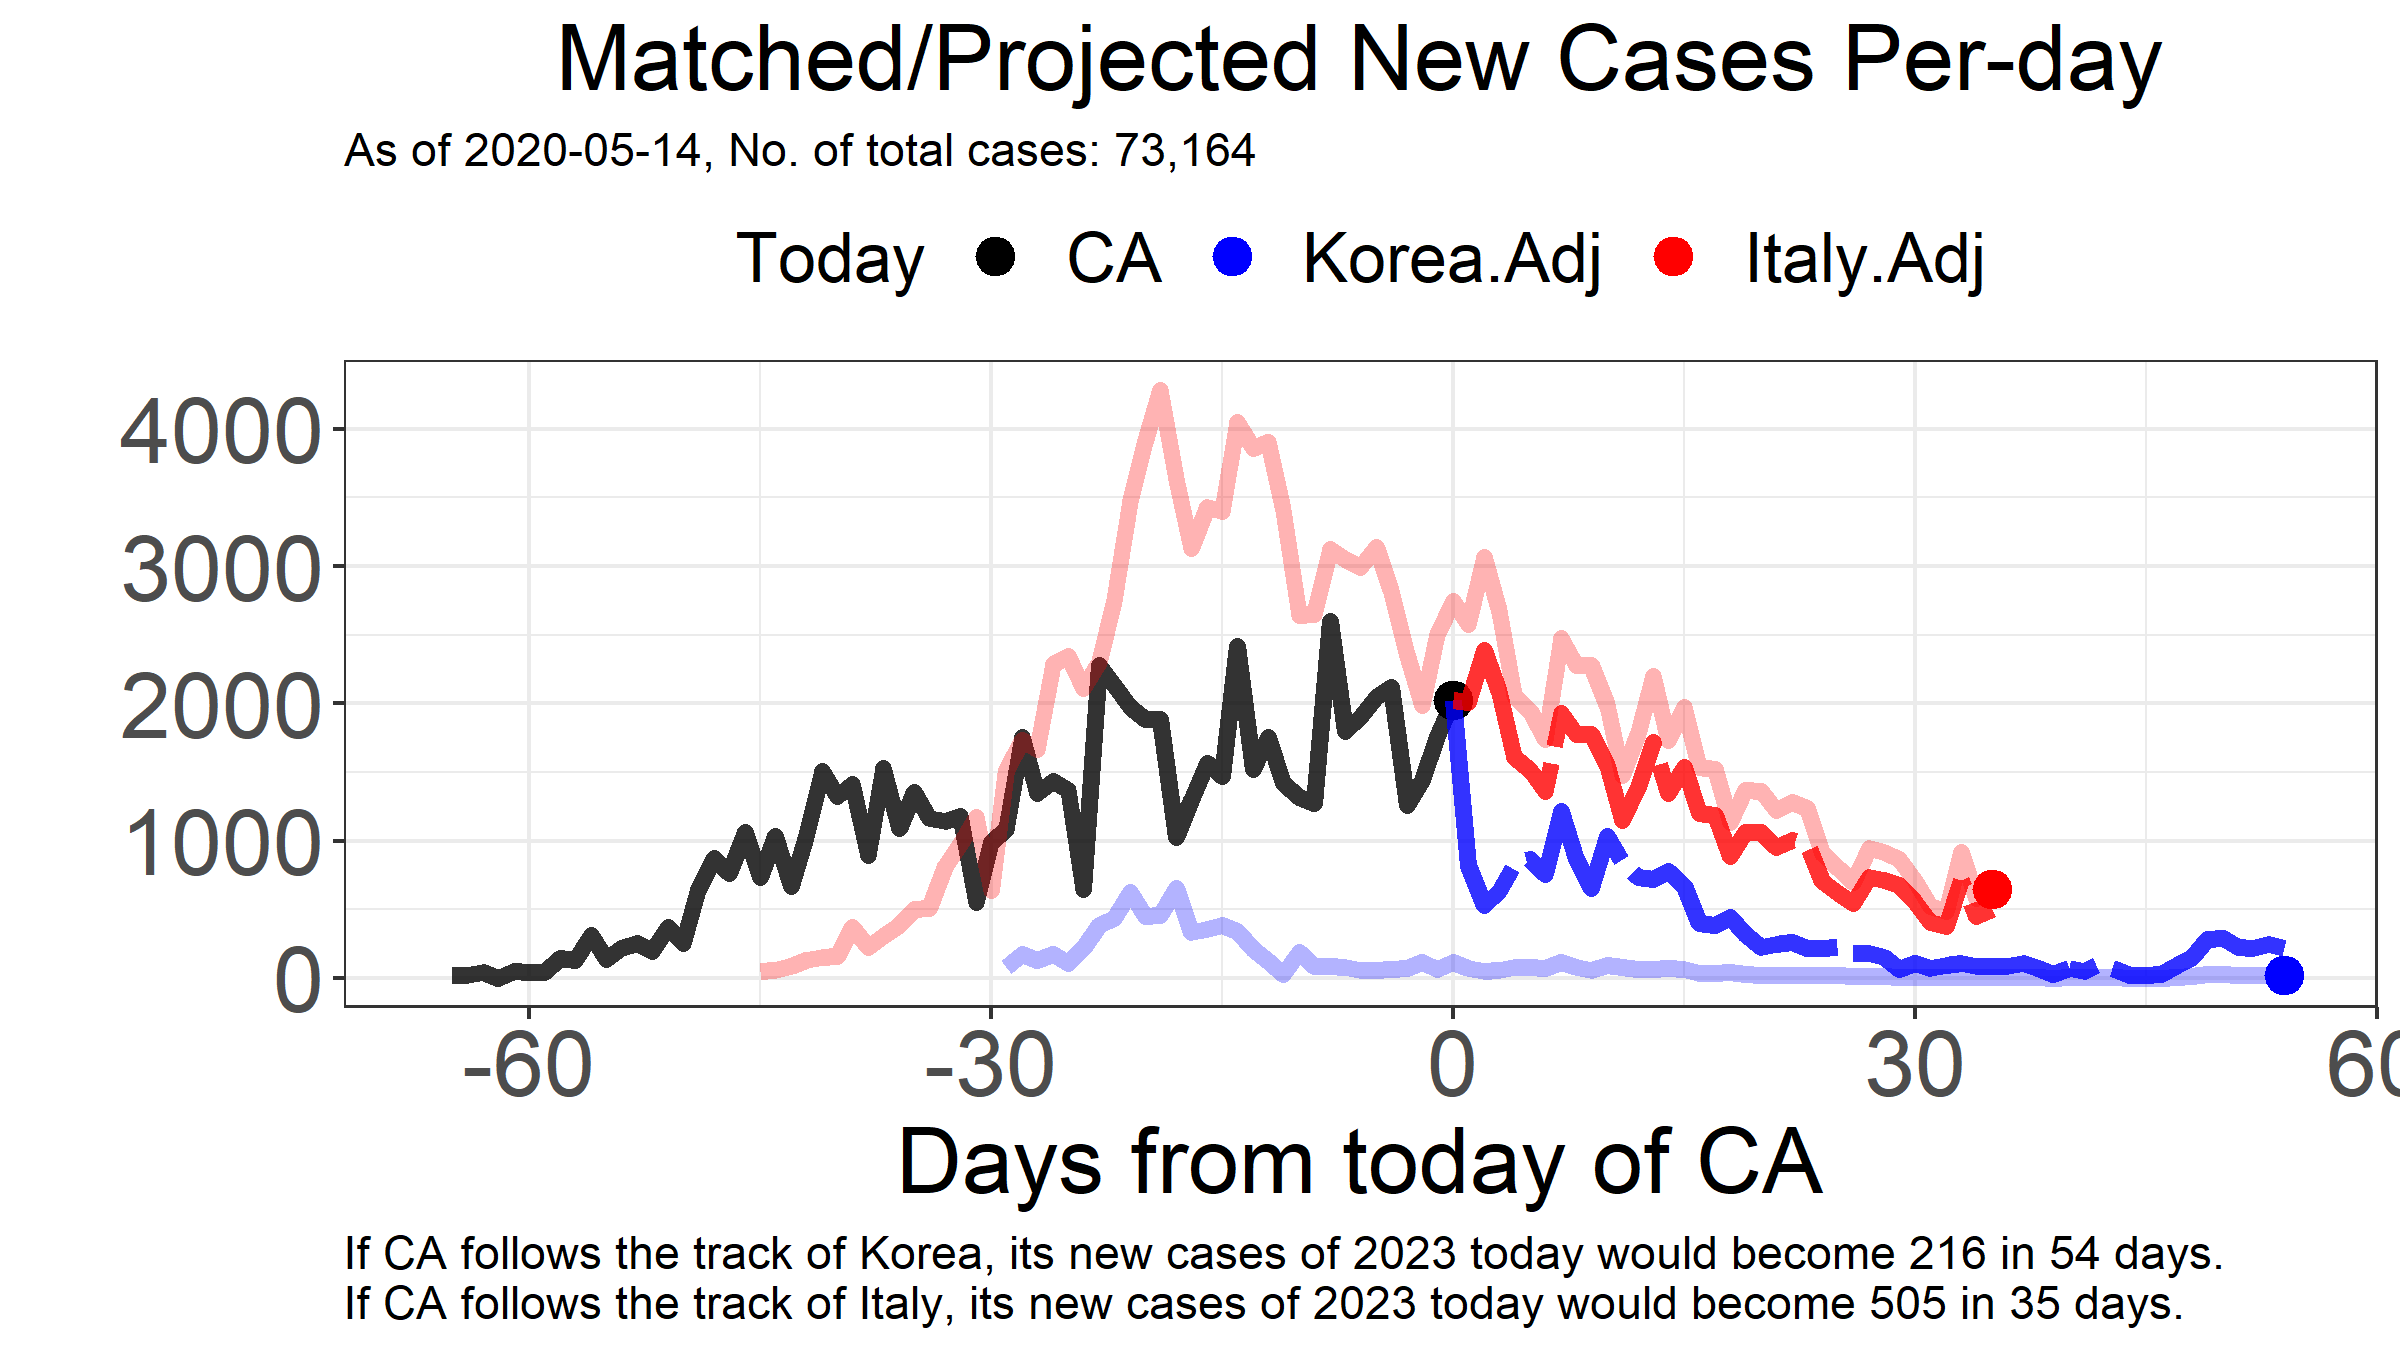 Matched/Projected New Cases Per-day
As of 2020-05-14, No. of total cases: 73,164
Today CA Korea.Adj Italy.Adj
4000
3000
2000
1000
0
-60 -30 0 30 60
Days from today of CA
If CA follows the track of Korea, its new cases of 2023 today would become 216 in 54 days.
If CA follows the track of Italy, its new cases of 2023 today would become 505 in 35 days.